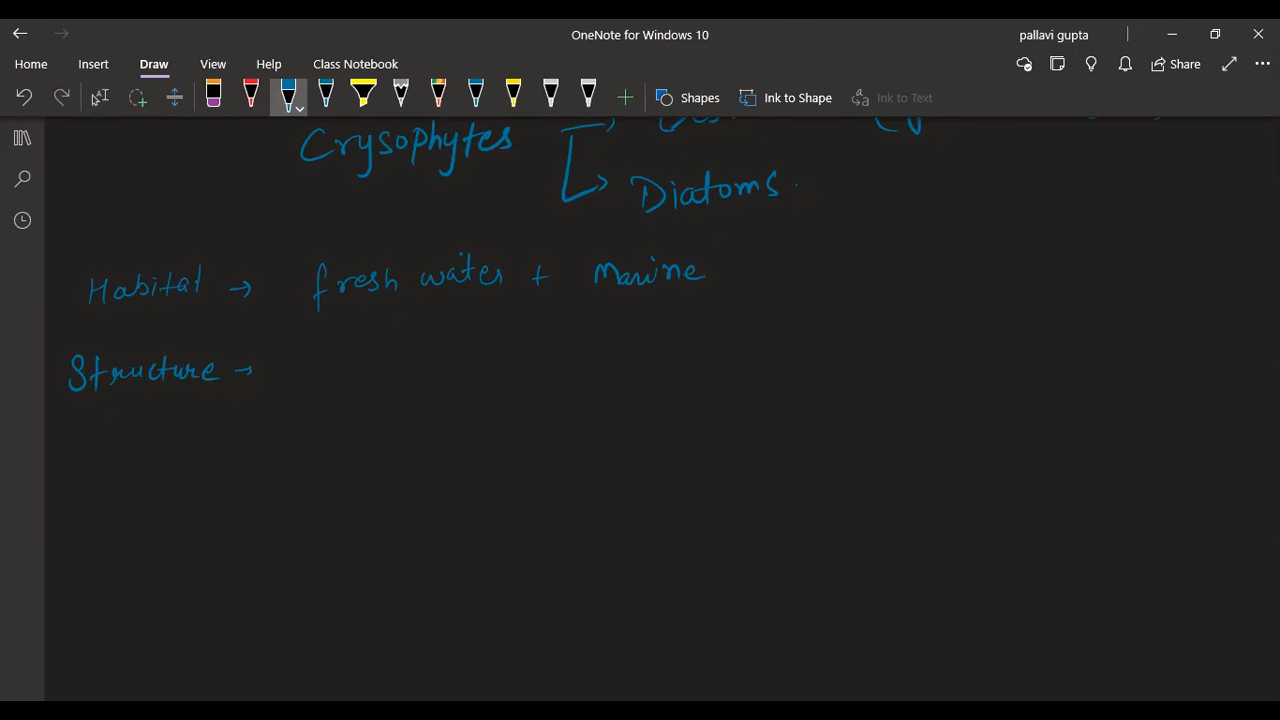 OneNote for Windows 10
pallavi gupta
Home Insert Draw View Help Class Notebook
Share
Shapes Ink to Shape Ink to Text
Crysophytes
Diatoms
Habitat → fresh water + Marine
Structure →